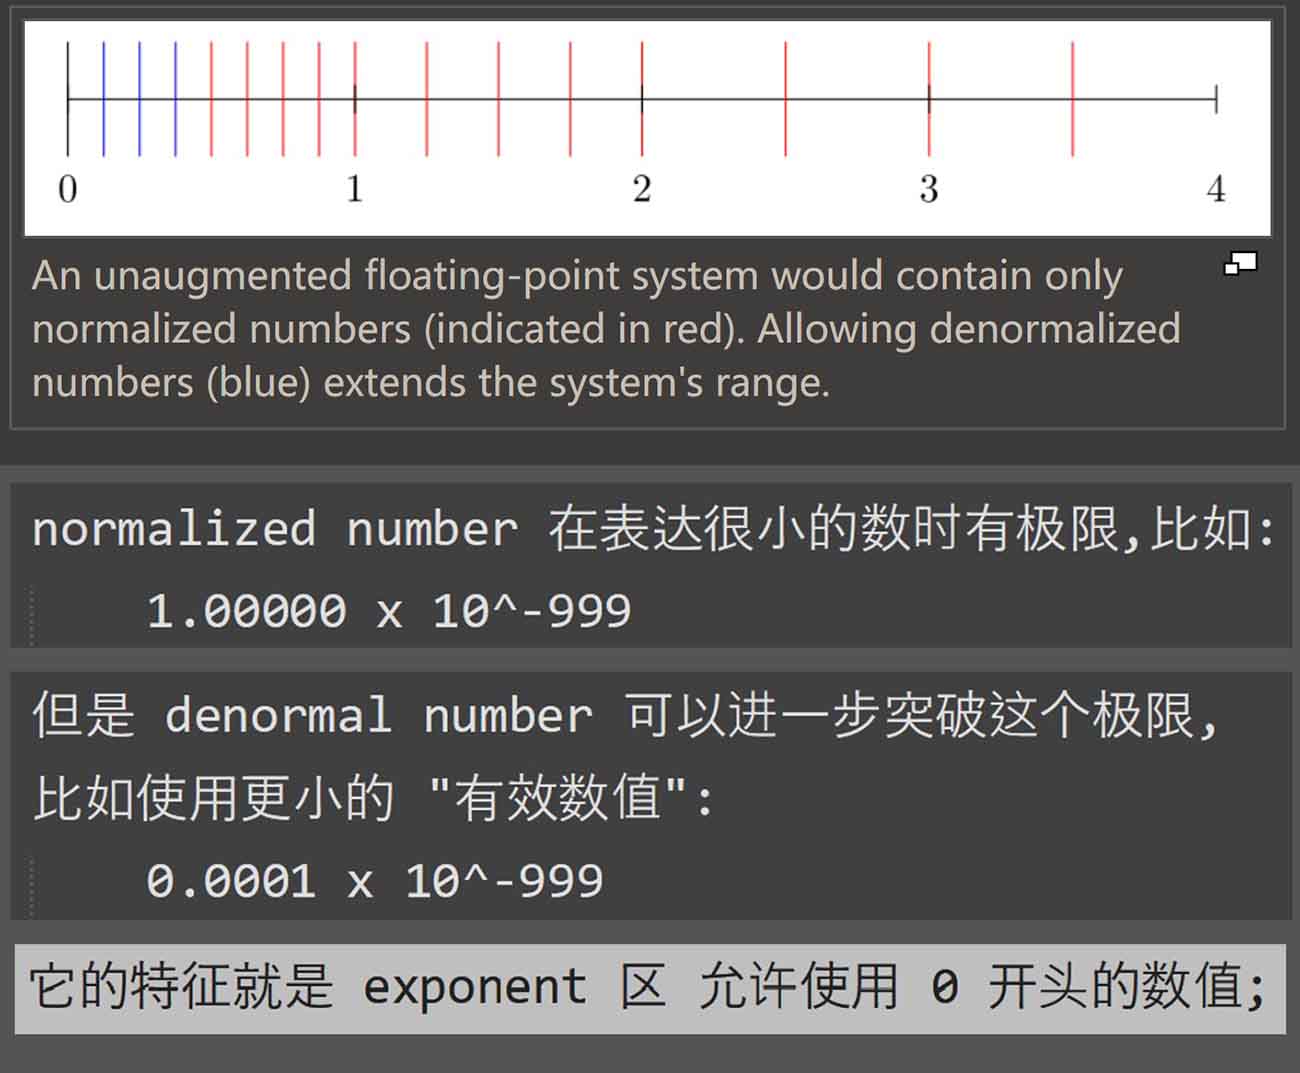 0 1 2 3 4
An unaugmented floating-point system would contain only
normalized numbers (indicated in red). Allowing denormalized
numbers (blue) extends the system's range.
normalized number 在表达很小的数时有极限,比如:
1.00000 x 10^-999
但是 denormal number 可以进一步突破这个极限,
比如使用更小的 "有效数值":
0.0001 x 10^-999
它的特征就是 exponent 区 允许使用 0 开头的数值;